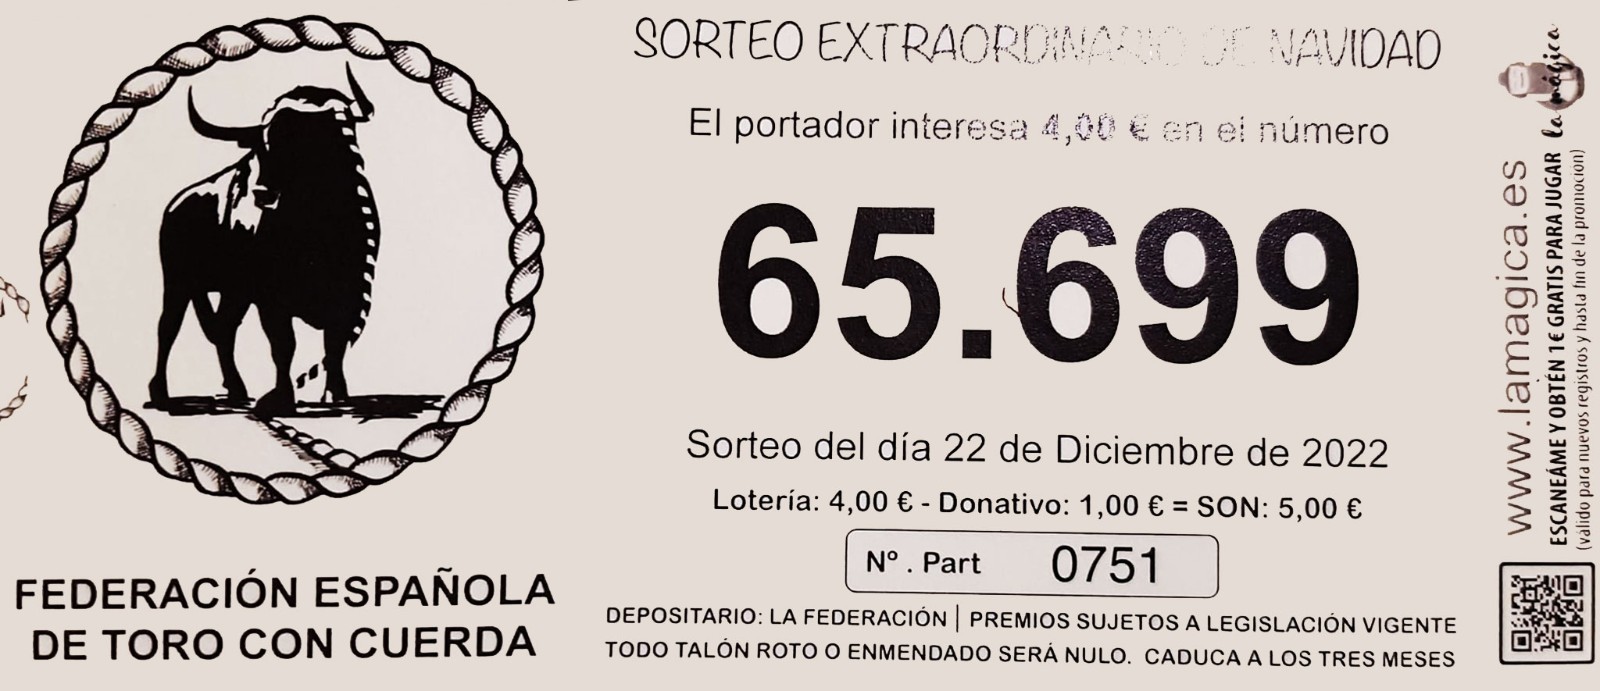 SORTEO EXTRAORDINARIO DE NAVIDAD
El portador interesa 4,00 € en el número
65.699
Sorteo del día 22 de Diciembre de 2022
Lotería: 4,00 € - Donativo: 1,00 € = SON: 5,00 €
Nº . Part 0751
DEPOSITARIO: LA FEDERACIÓN | PREMIOS SUJETOS A LEGISLACIÓN VIGENTE
TODO TALÓN ROTO O ENMENDADO SERÁ NULO. CADUCA A LOS TRES MESES
FEDERACIÓN ESPAÑOLA
DE TORO CON CUERDA
www.lamagica.es
ESCANEÁME Y OBTÉN 1€ GRATIS PARA JUGAR la mágica
(válido para nuevos registros y hasta fin de la promoción)